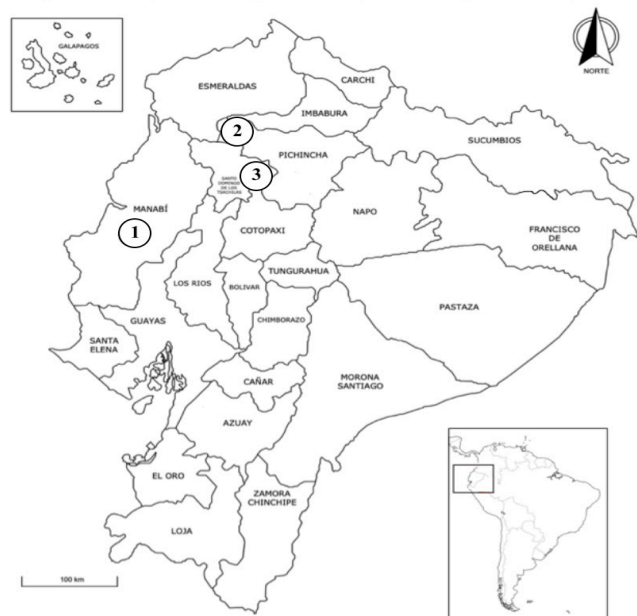 GALAPAGOS
NORTE
ESMERALDAS
CARCHI
IMBABURA
2
SUCUMBIOS
PICHINCHA
3
SANTO
DOMINGO
DE LOS
TSACHILAS
NAPO
MANABÍ
1
COTOPAXI
FRANCISCO
DE
ORELLANA
TUNGURAHUA
LOS RIOS
BOLIVAR
PASTAZA
GUAYAS
CHIMBORAZO
SANTA
ELENA
CAÑAR
MORONA
SANTIAGO
AZUAY
EL ORO
ZAMORA
CHINCHIPE
LOJA
100 km